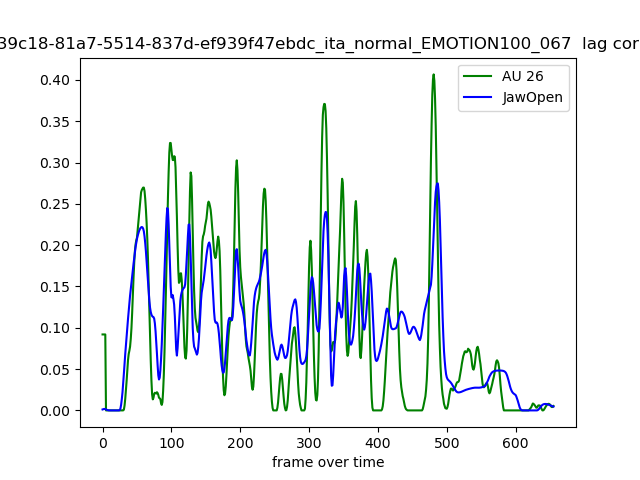 39c18-81a7-5514-837d-ef939f47ebdc_ita_normal_EMOTION100_067 lag cor
AU 26
JawOpen
0.40
0.35
0.30
0.25
0.20
0.15
0.10
0.05
0.00
0 100 200 300 400 500 600
frame over time